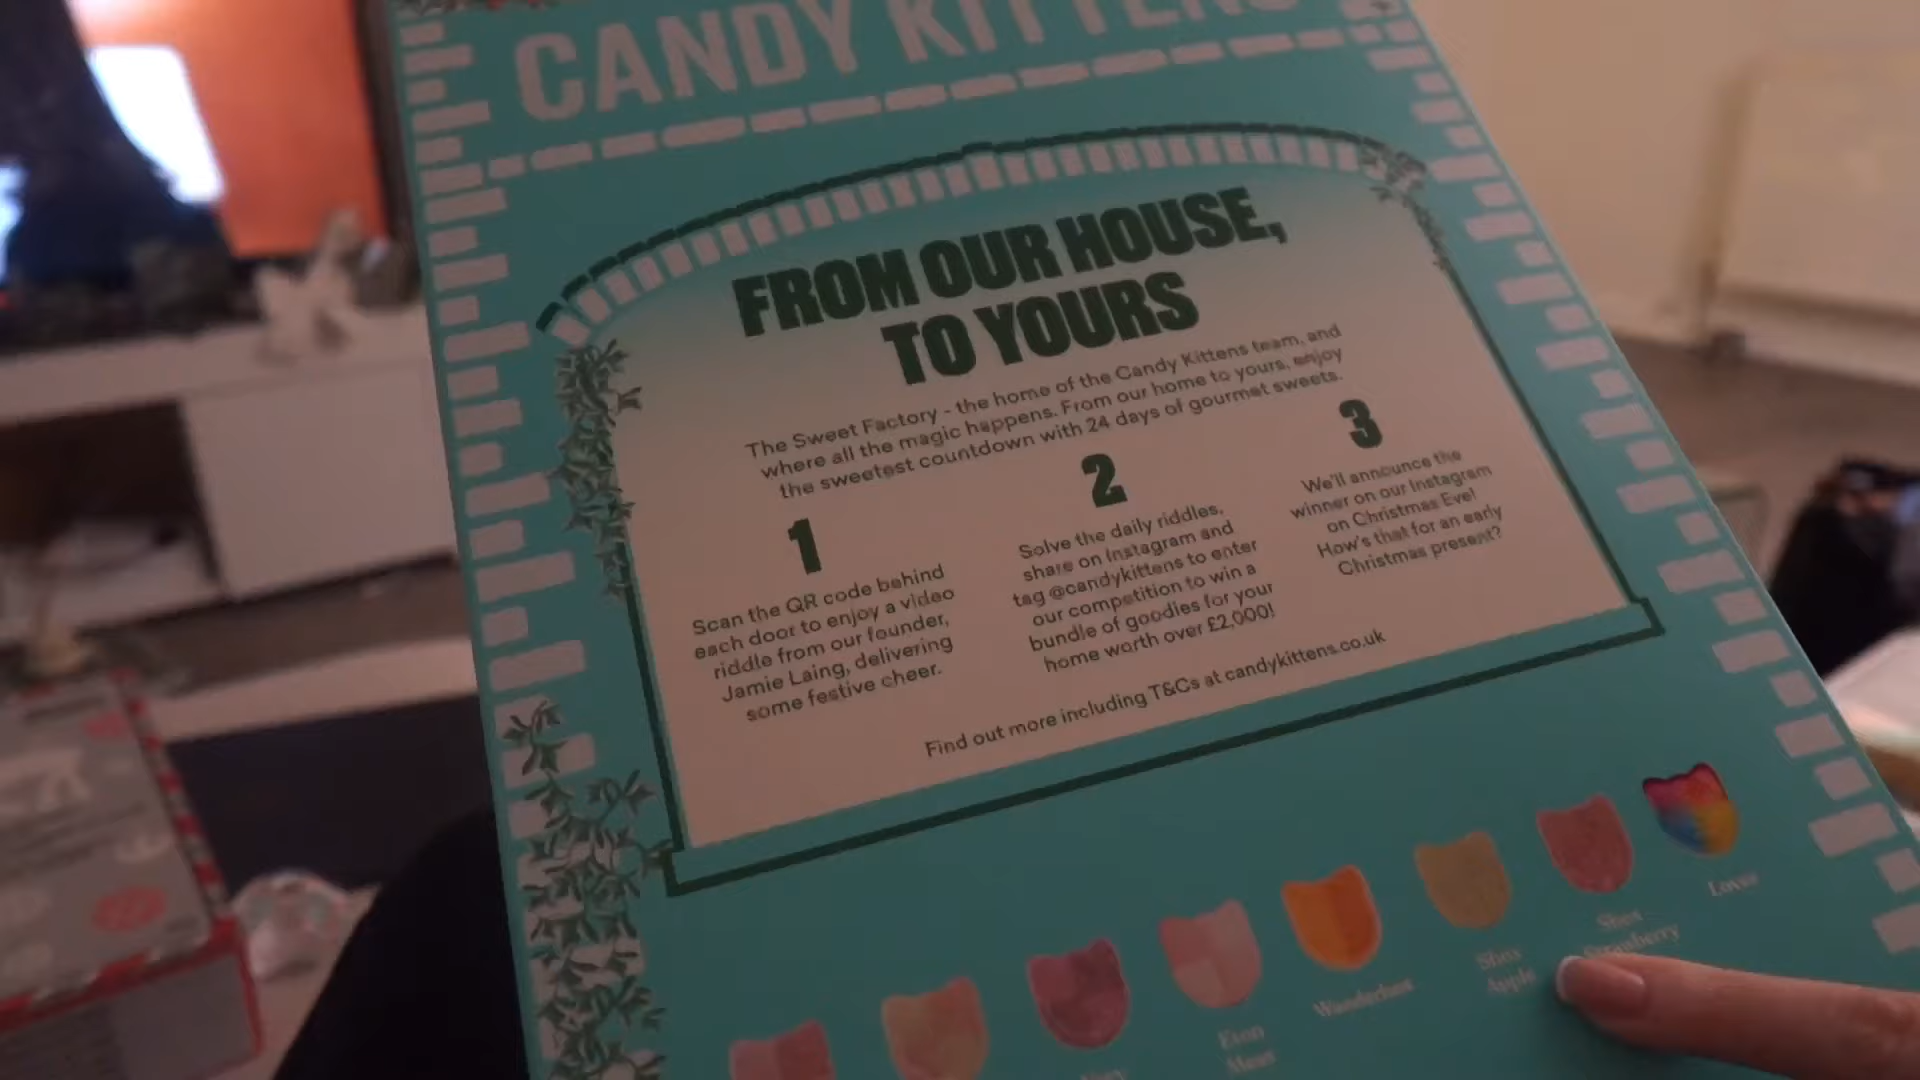 CANDY KITTENS
FROM OUR HOUSE,
TO YOURS
The Sweet Factory - the home of the Candy Kittens team, and
where all the magic happens. From our home to yours, enjoy
the sweetest countdown with 24 days of gourmet sweets.
1
Scan the QR code behind
each door to enjoy a video
riddle from our founder,
Jamie Laing, delivering
some festive cheer.
2
Solve the daily riddles,
share on Instagram and
tag @candykittens to enter
our competition to win a
bundle of goodies for your
home worth over £2,000!
3
We'll announce the
winner on our Instagram
on Christmas Eve!
How's that for an early
Christmas present?
Find out more including T&Cs at candykittens.co.uk
Eton
Mess
Wonderlust
Sour
Apple
Strawberry